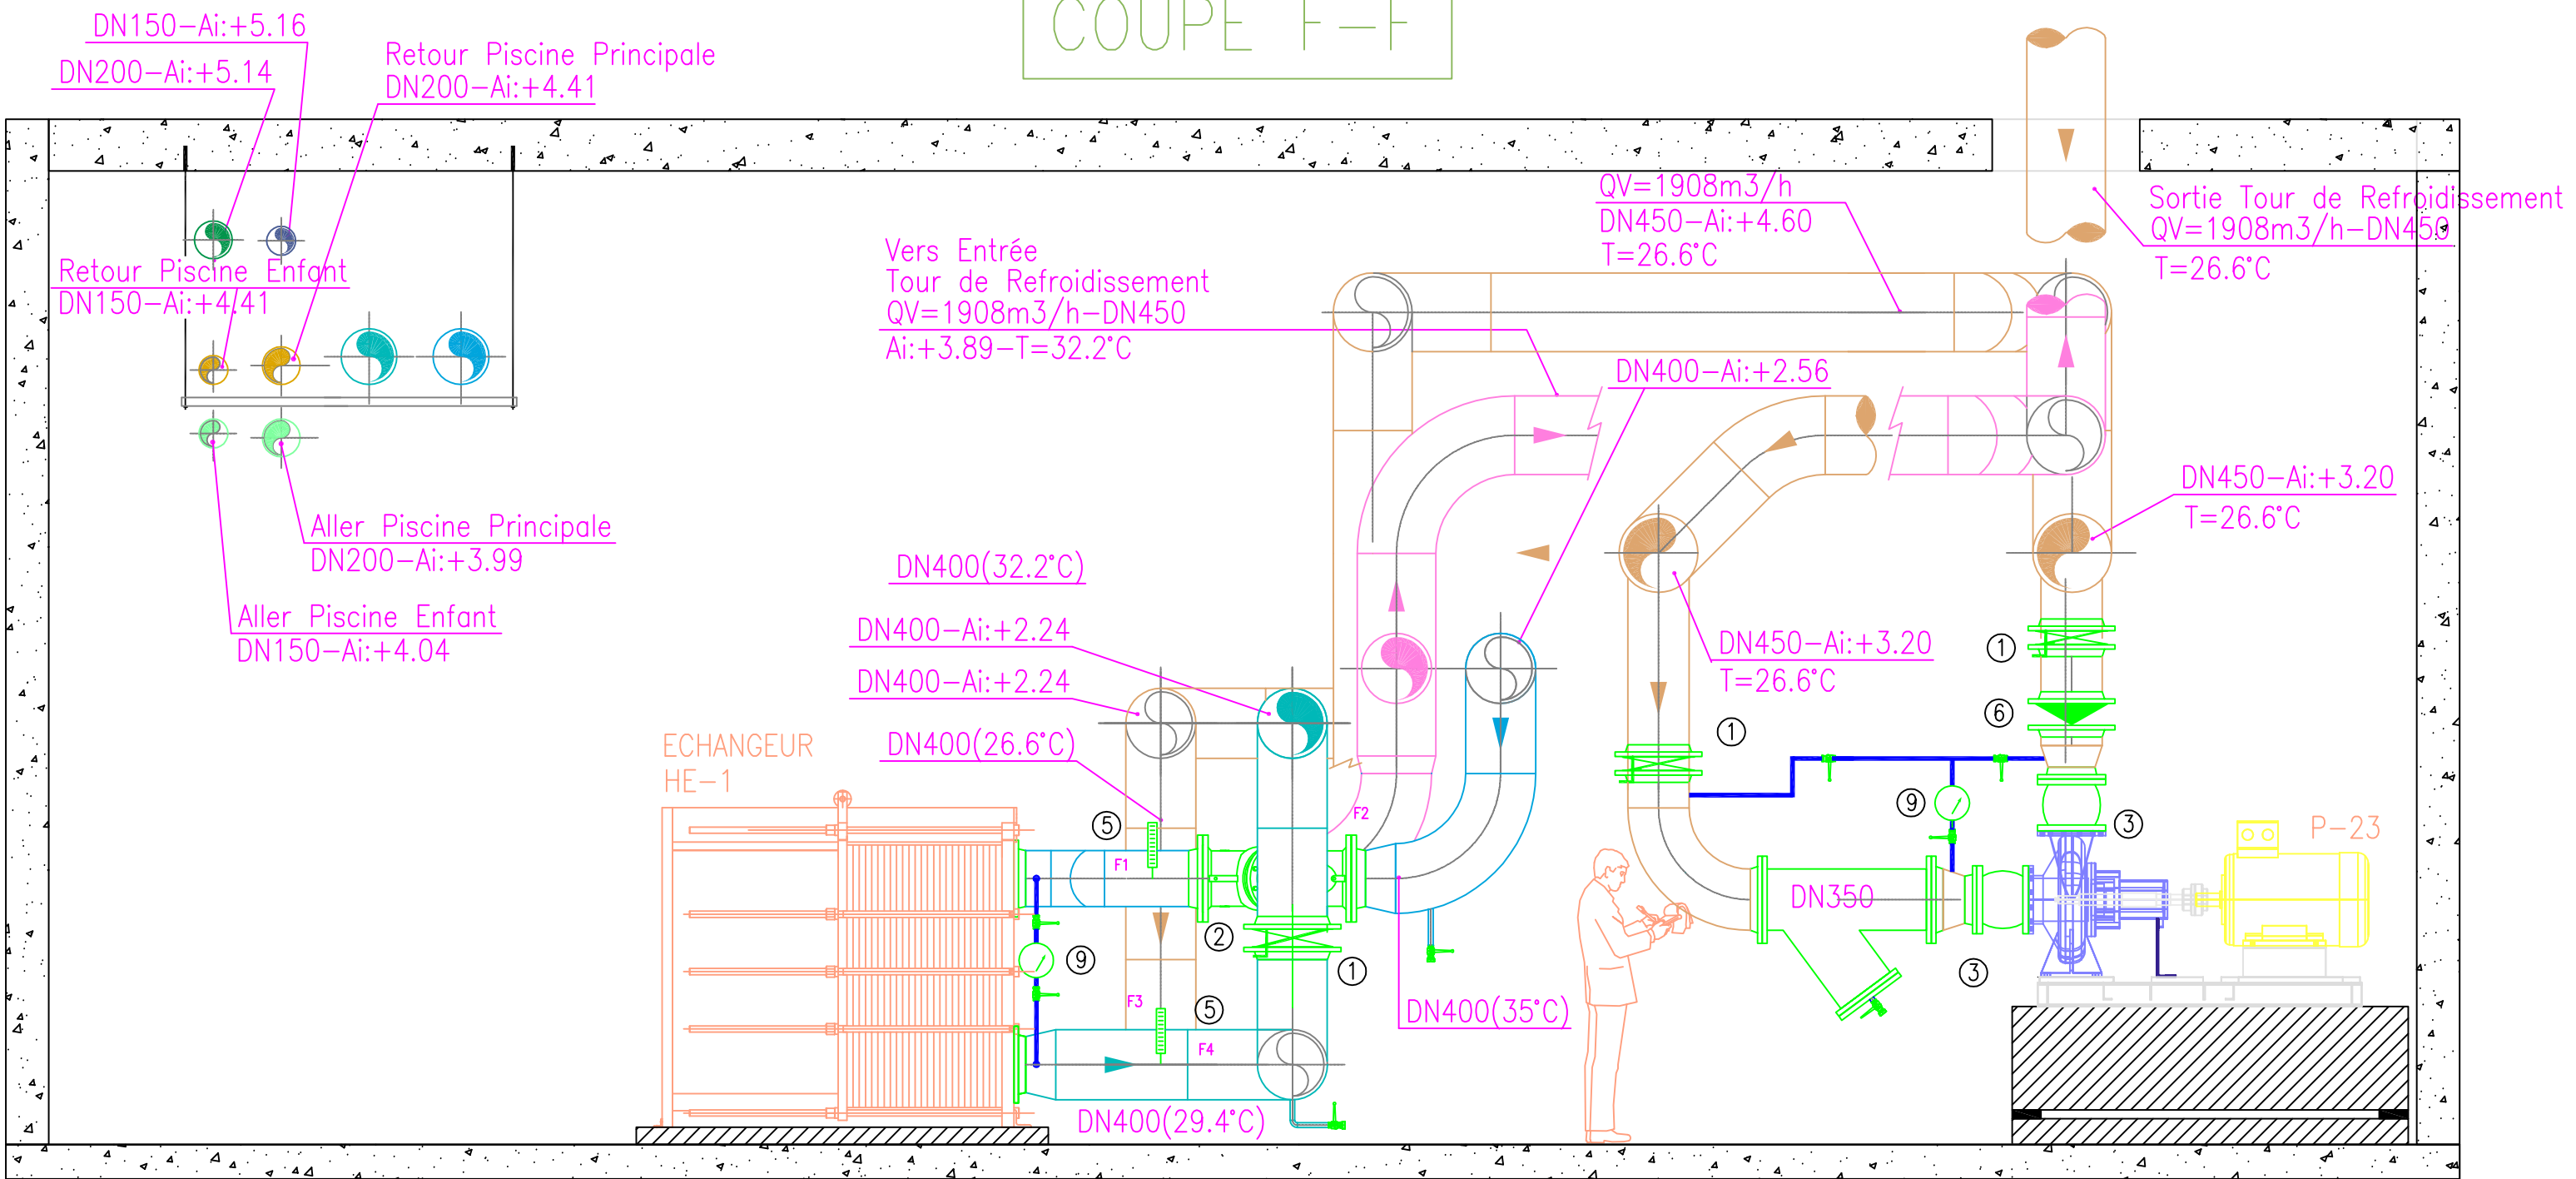 COUPE F-F
DN150-Ai:+5.16
DN200-Ai:+5.14
Retour Piscine Principale
DN200-Ai:+4.41
Retour Piscine Enfant
DN150-Ai:+4.41
Aller Piscine Principale
DN200-Ai:+3.99
Aller Piscine Enfant
DN150-Ai:+4.04
Vers Entrée
Tour de Refroidissement
QV=1908m3/h-DN450
Ai:+3.89-T=32.2°C
QV=1908m3/h
DN450-Ai:+4.60
T=26.6°C
Sortie Tour de Refroidissement
QV=1908m3/h-DN450
T=26.6°C
DN400-Ai:+2.56
DN450-Ai:+3.20
T=26.6°C
DN400(32.2°C)
DN400-Ai:+2.24
DN400-Ai:+2.24
DN400(26.6°C)
DN450-Ai:+3.20
T=26.6°C
ECHANGEUR
HE-1
1
6
1
9
3
P-23
5
F2
F1
DN350
2
9
1
3
F3
5
F4
DN400(35°C)
DN400(29.4°C)